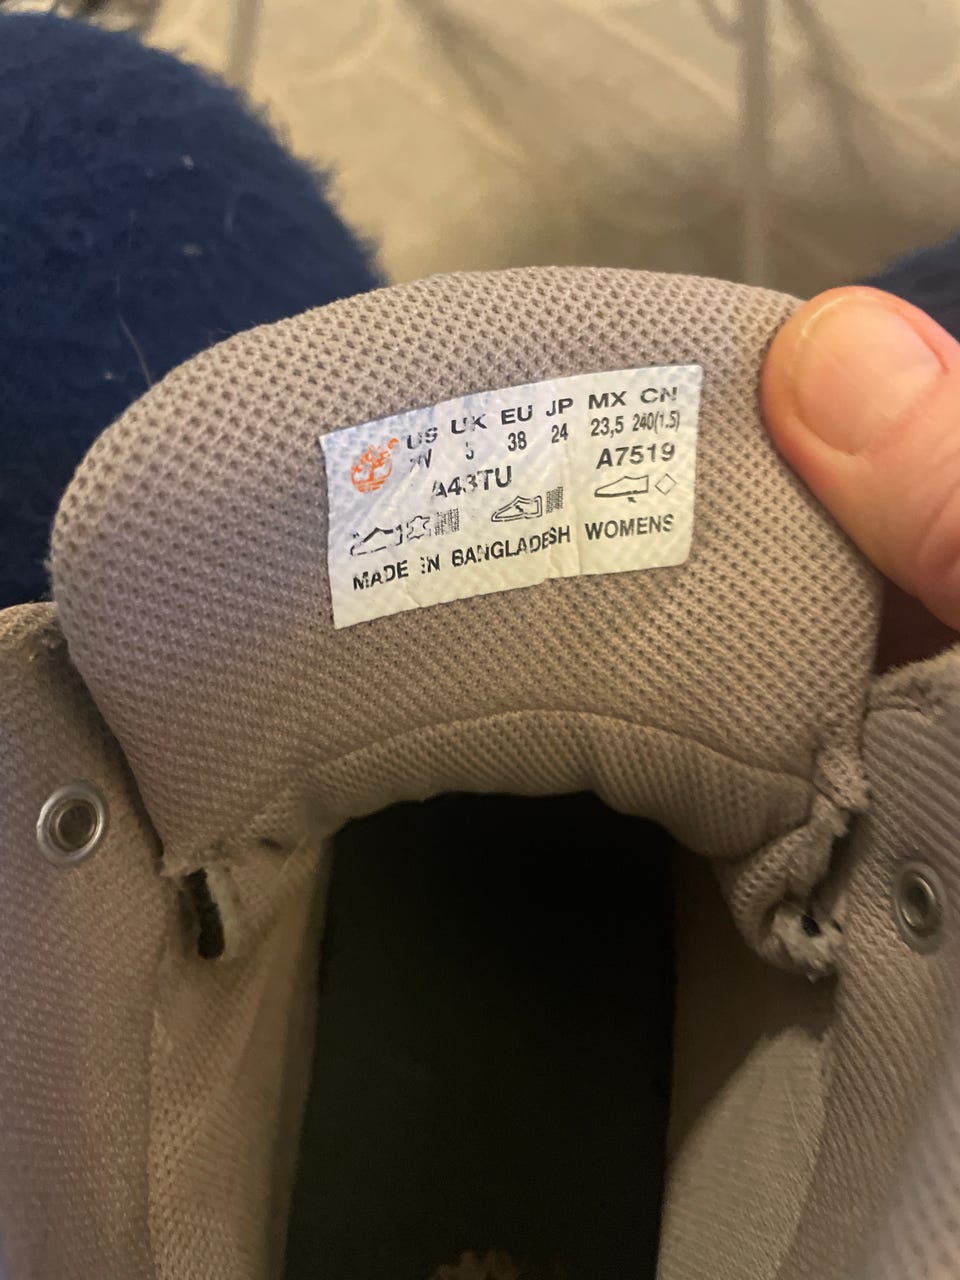 US UK EU JP MX CN
5 38 24 23,5 240(1.5)
A43TU A7519
MADE IN BANGLADESH WOMENS